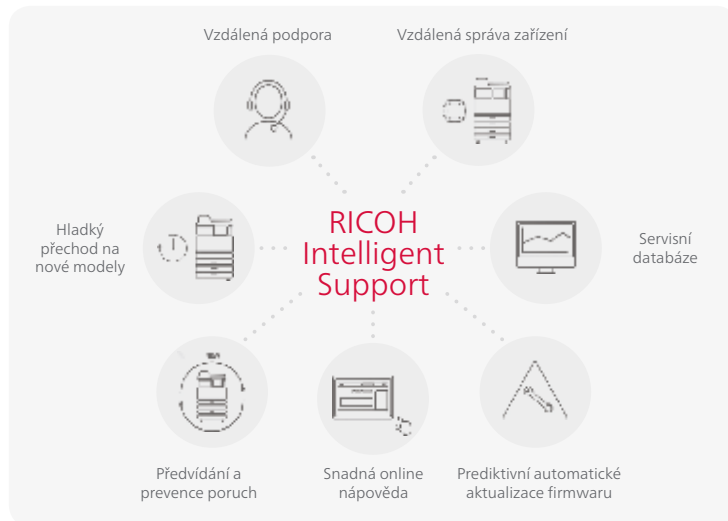 Vzdálená podpora
Vzdálená správa zařízení
Hladký
přechod na
nové modely
RICOH
Intelligent
Support
Servisní
databáze
Předvídání a
prevence poruch
Snadná online
nápověda
Prediktivní automatické
aktualizace firmwaru